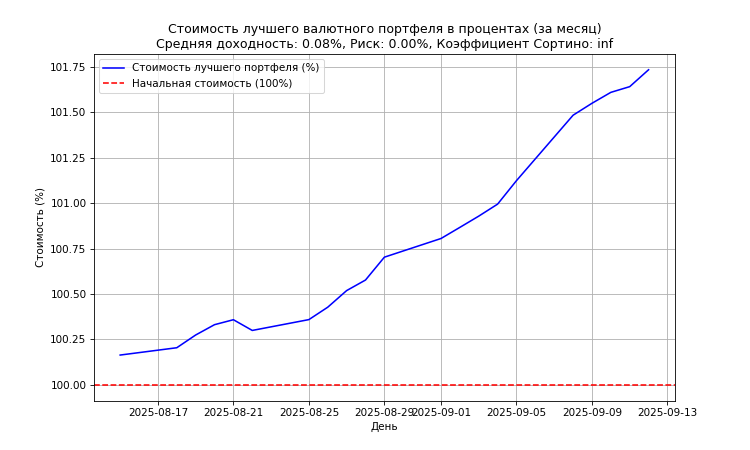 Стоимость лучшего валютного портфеля в процентах (за месяц)
Средняя доходность: 0.08%, Риск: 0.00%, Коэффициент Сортино: inf
Стоимость лучшего портфеля (%)
Начальная стоимость (100%)
Стоимость (%)
101.75
101.50
101.25
101.00
100.75
100.50
100.25
100.00
2025-08-17 2025-08-21 2025-08-25 2025-08-29 2025-09-01 2025-09-05 2025-09-09 2025-09-13
День